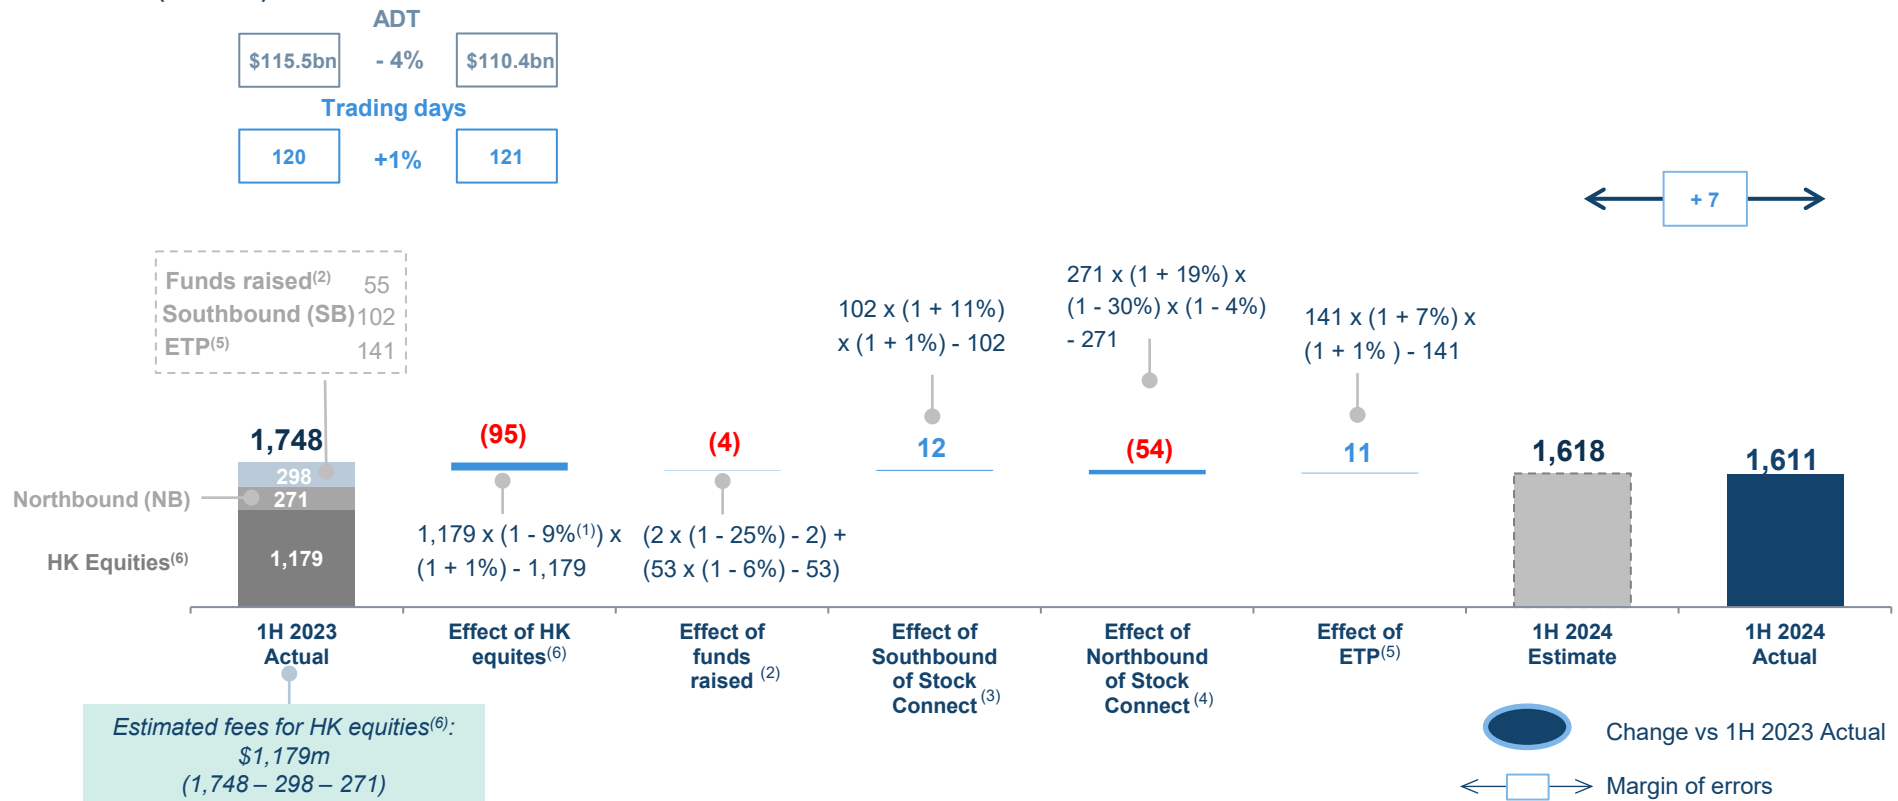 ADT
$115.5bn - 4% $110.4bn
Trading days
120 +1% 121
+ 7
Funds raised(2) 55
Southbound (SB) 102
ETP(5) 141
102 x (1 + 11%)
x (1 + 1%) - 102
271 x (1 + 19%) x
(1 - 30%) x (1 - 4%)
- 271
141 x (1 + 7%) x
(1 + 1% ) - 141
1,748
(95)
(4)
12
(54)
11
1,618
1,611
298
Northbound (NB)
271
HK Equities(6)
1,179
1,179 x (1 - 9%(1)) x
(1 + 1%) - 1,179
(2 x (1 - 25%) - 2) +
(53 x (1 - 6%) - 53)
1H 2023
Actual
Effect of HK
equites(6)
Effect of
funds
raised (2)
Effect of
Southbound
of Stock
Connect (3)
Effect of
Northbound
of Stock
Connect (4)
Effect of
ETP(5)
1H 2024
Estimate
1H 2024
Actual
Estimated fees for HK equities(6):
$1,179m
(1,748 – 298 – 271)
Change vs 1H 2023 Actual
Margin of errors